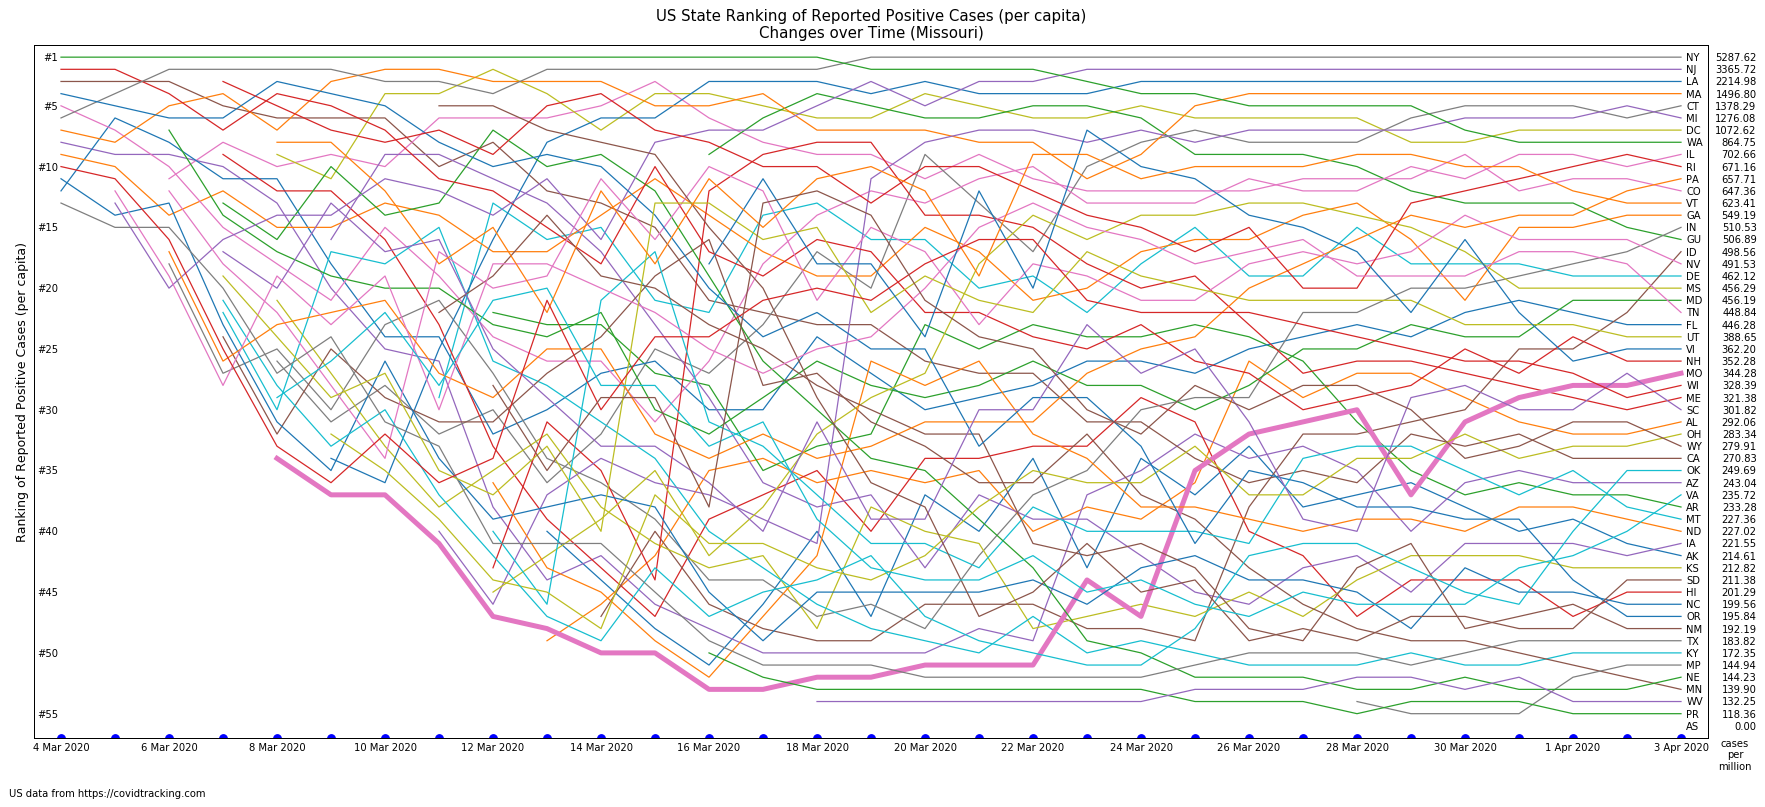 US State Ranking of Reported Positive Cases (per capita)
Changes over Time (Missouri)
Ranking of Reported Positive Cases (per capita)
#1
#5
#10
#15
#20
#25
#30
#35
#40
#45
#50
#55
NY 5287.62
NJ 3365.72
LA 2214.98
MA 1496.80
CT 1378.29
MI 1276.08
DC 1072.62
WA 864.75
IL 702.66
RI 671.16
PA 657.71
CO 647.36
VT 623.41
GA 549.19
IN 510.53
GU 506.89
ID 498.56
NV 491.53
DE 462.12
MS 456.29
MD 456.19
TN 448.84
FL 446.28
UT 388.65
VI 362.20
NH 352.28
MO 344.28
WI 328.39
ME 321.38
SC 301.82
AL 292.06
OH 283.34
WY 279.91
CA 270.83
OK 249.69
AZ 243.04
VA 235.72
AR 233.28
MT 227.36
ND 227.02
IA 221.55
AK 214.61
KS 212.82
SD 211.38
HI 201.29
NC 199.56
OR 195.84
NM 192.19
TX 183.82
KY 172.35
MP 144.94
NE 144.23
MN 139.90
WV 132.25
PR 118.36
AS 0.00
4 Mar 2020 6 Mar 2020 8 Mar 2020 10 Mar 2020 12 Mar 2020 14 Mar 2020 16 Mar 2020 18 Mar 2020 20 Mar 2020 22 Mar 2020 24 Mar 2020 26 Mar 2020 28 Mar 2020 30 Mar 2020 1 Apr 2020 3 Apr 2020
cases
per
million
US data from https://covidtracking.com